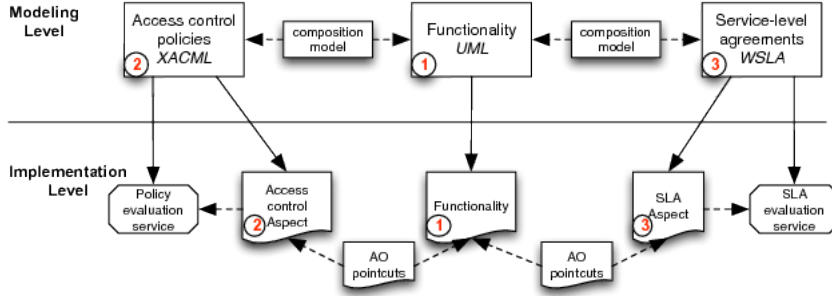 Modeling
Level
Access control
policies
XACML
2
composition
model
Functionality
UML
1
composition
model
Service-level
agreements
WSLA
3
Implementation
Level
Policy
evaluation
service
Access
control
Aspect
2
Functionality
1
SLA
Aspect
3
SLA
evaluation
service
AO
pointcuts
AO
pointcuts